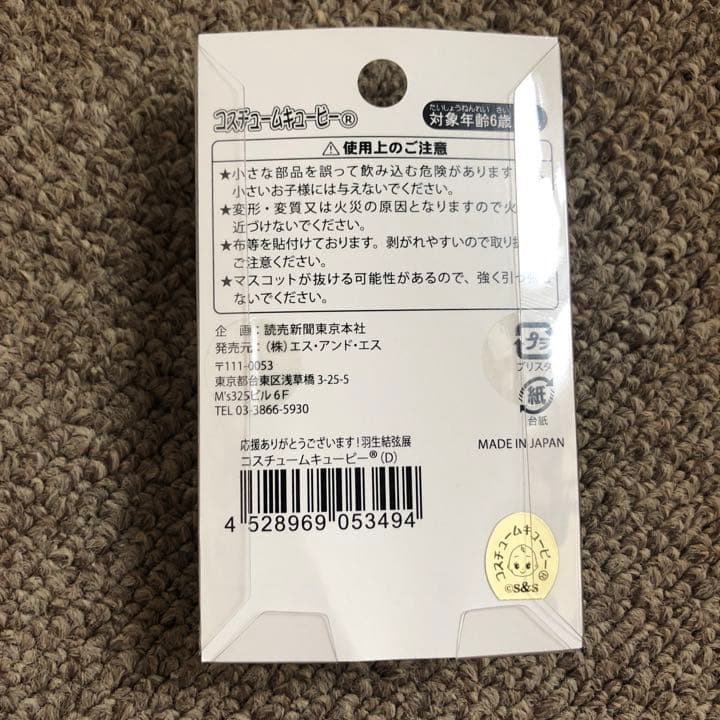 コスチュームキューピー®
たいしょうねんれい さい
対象年齢6歳
⚠使用上のご注意
★小さな部品を誤って飲み込む危険があります
小さいお子様には与えないでください。
★変形・変質又は火災の原因となりますので火
近づけないでください。
★布等を貼付けております。剥がれやすいので取り扱
ご注意ください。
★マスコットが抜ける可能性があるので、強く引っ張
ないでください。
企 画:読売新聞東京本社
発売元:(株)エス・アンド・エス
〒111-0053
東京都台東区浅草橋 3-25-5
M's325ビル 6F
TEL 03-3866-5930
プラ
ブリスター
紙
台紙
応援ありがとうございます!羽生結弦展
コスチュームキューピー®(D)
MADE IN JAPAN
4 528969 053494
コスチュームキューピー®
©S&S